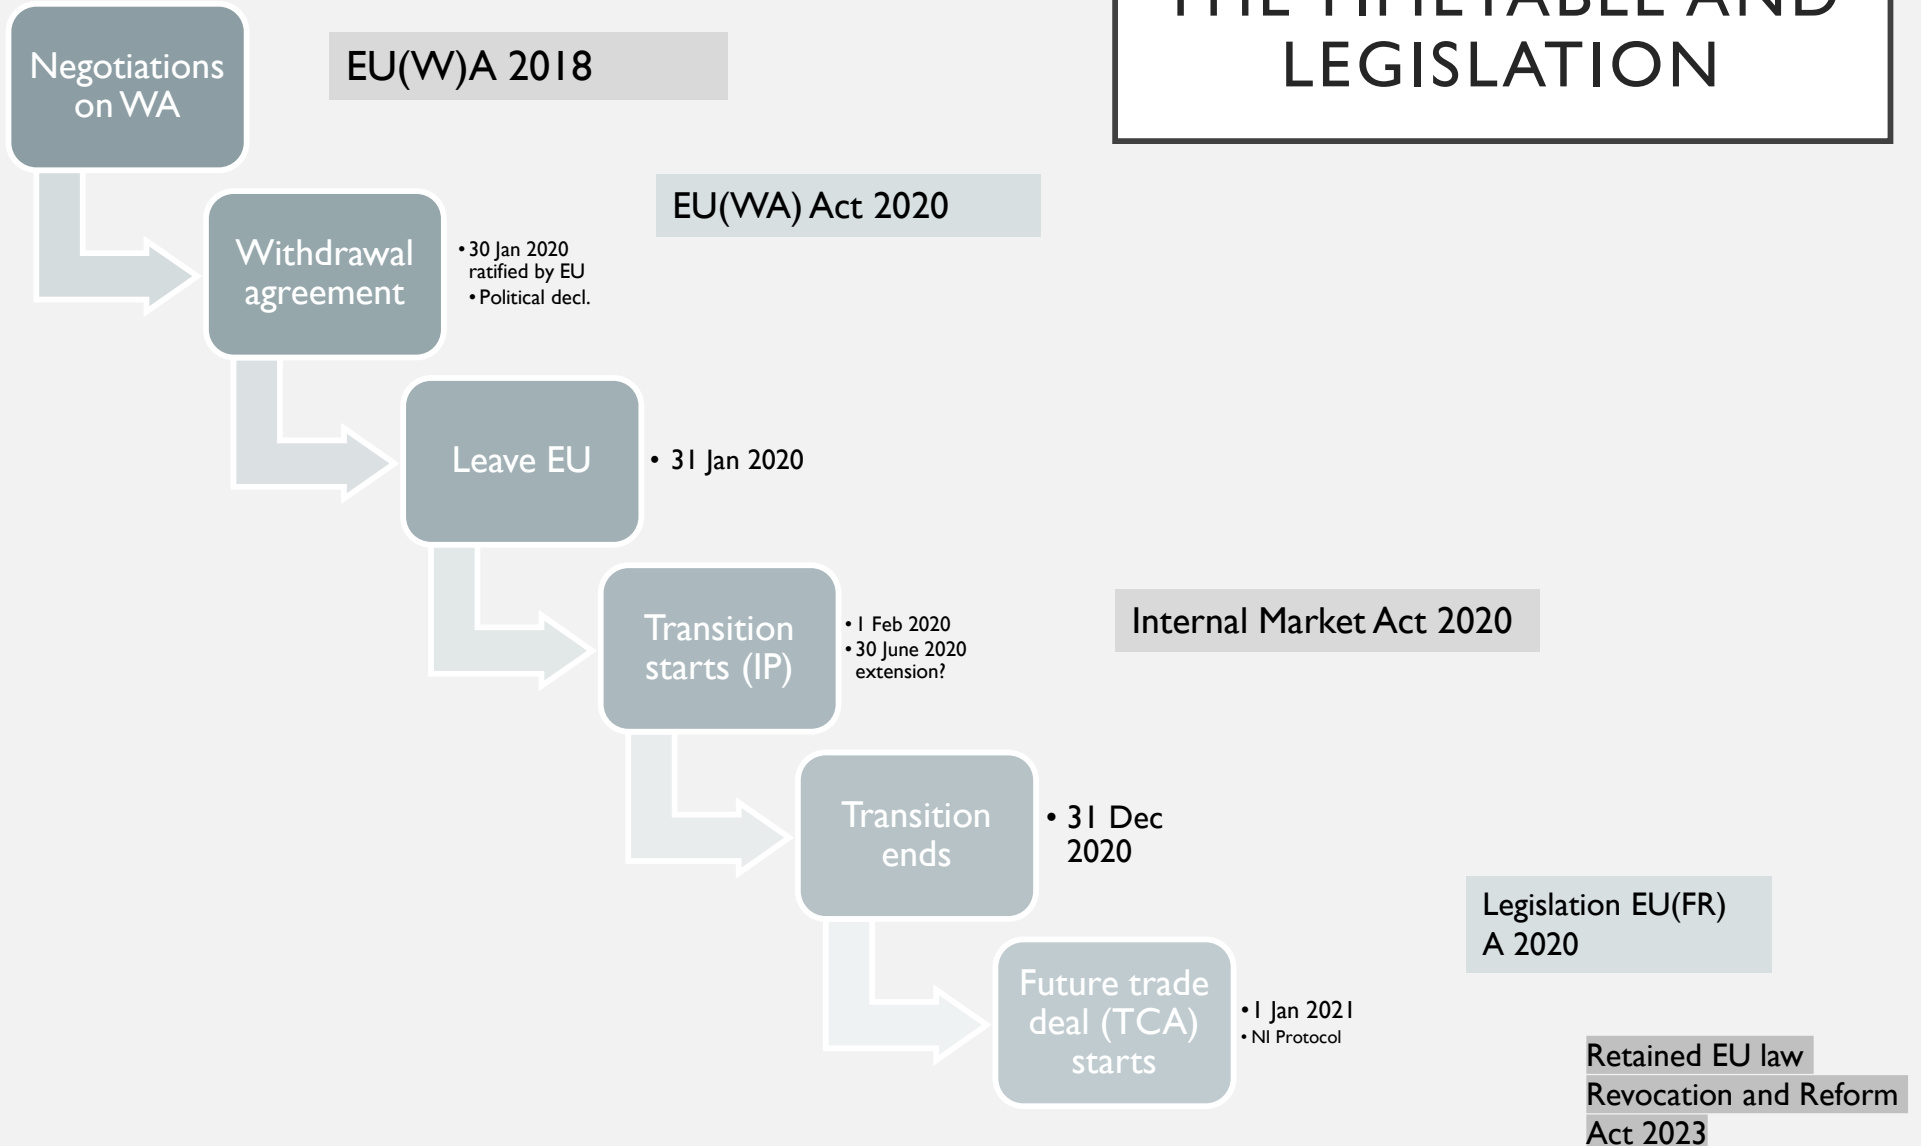 THE TIMETABLE AND
LEGISLATION
Negotiations
on WA
EU(W)A 2018
EU(WA) Act 2020
Withdrawal
agreement
• 30 Jan 2020
ratified by EU
• Political decl.
Leave EU
• 31 Jan 2020
Transition
starts (IP)
• 1 Feb 2020
• 30 June 2020
extension?
Internal Market Act 2020
Transition
ends
• 31 Dec
2020
Legislation EU(FR)
A 2020
Future trade
deal (TCA)
starts
• 1 Jan 2021
• NI Protocol
Retained EU law
Revocation and Reform
Act 2023